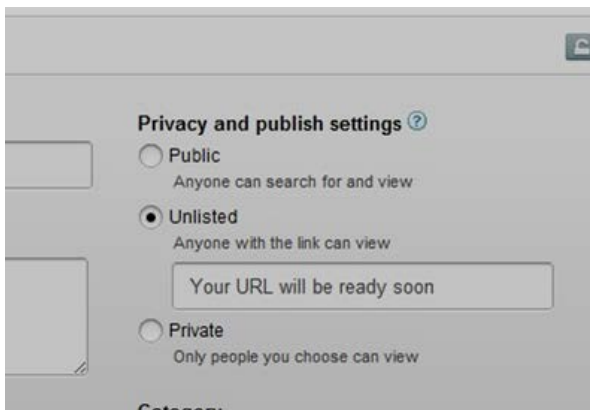 Privacy and publish settings ?
Public
Anyone can search for and view
Unlisted
Anyone with the link can view
Your URL will be ready soon
Private
Only people you choose can view
Category